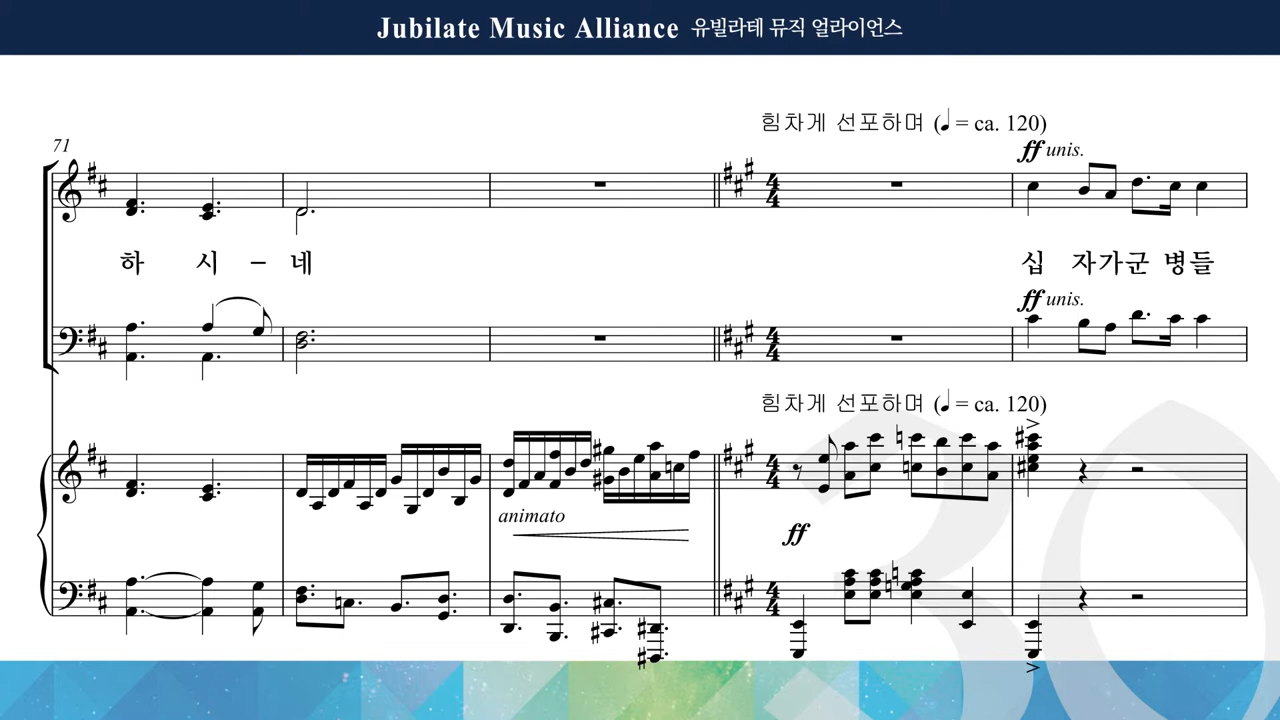 Jubilate Music Alliance 유빌라테 뮤직 얼라이언스
힘차게 선포하며 (♩ = ca. 120)
71
ff unis.
하 시 – 네 십 자가군 병들
ff unis.
힘차게 선포하며 (♩ = ca. 120)
animato
ff
30